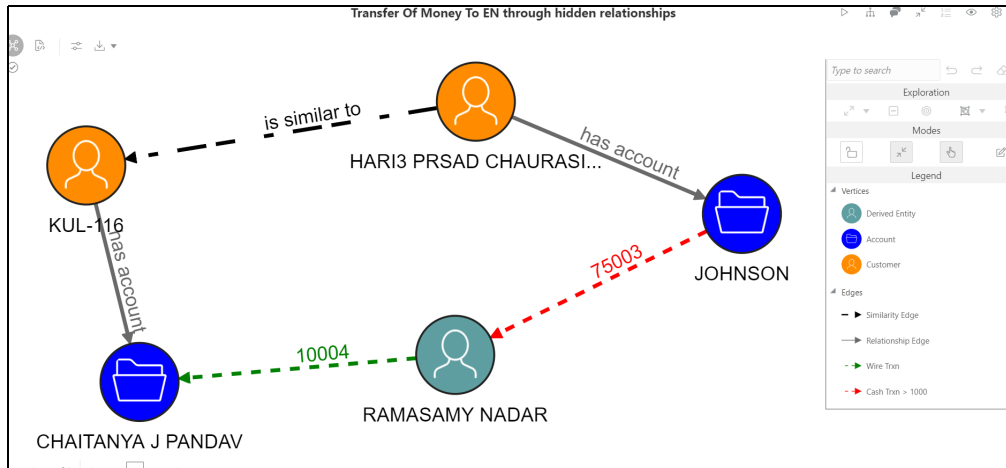 Transfer Of Money To EN through hidden relationships
is similar to
HARI3 PRSAD CHAURASI...
has account
KUL-116
has account
JOHNSON
75003
10004
RAMASAMY NADAR
CHAITANYA J PANDAV
Type to search
Exploration
Modes
Legend
Vertices
Derived Entity
Account
Customer
Edges
Similarity Edge
Relationship Edge
Wire Trxn
Cash Trxn > 1000